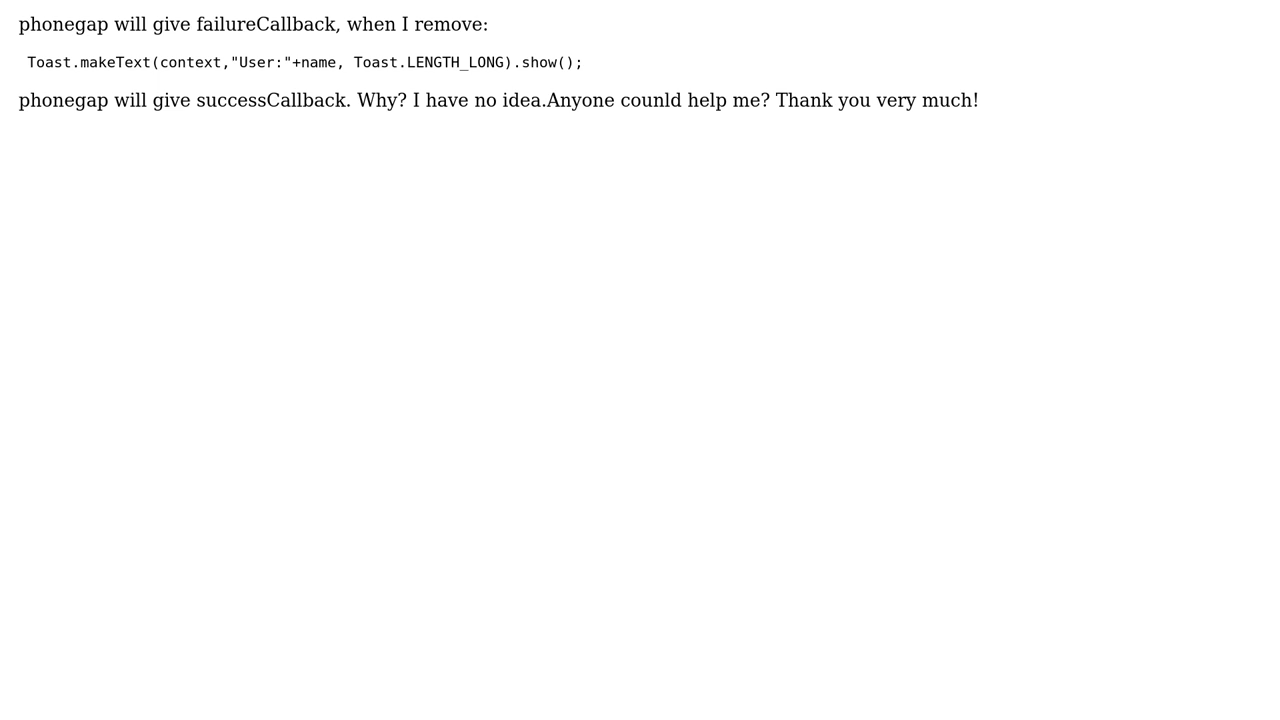 phonegap will give failureCallback, when I remove:
Toast.makeText(context,"User:"+name, Toast.LENGTH_LONG).show();
phonegap will give successCallback. Why? I have no idea.Anyone counld help me? Thank you very much!